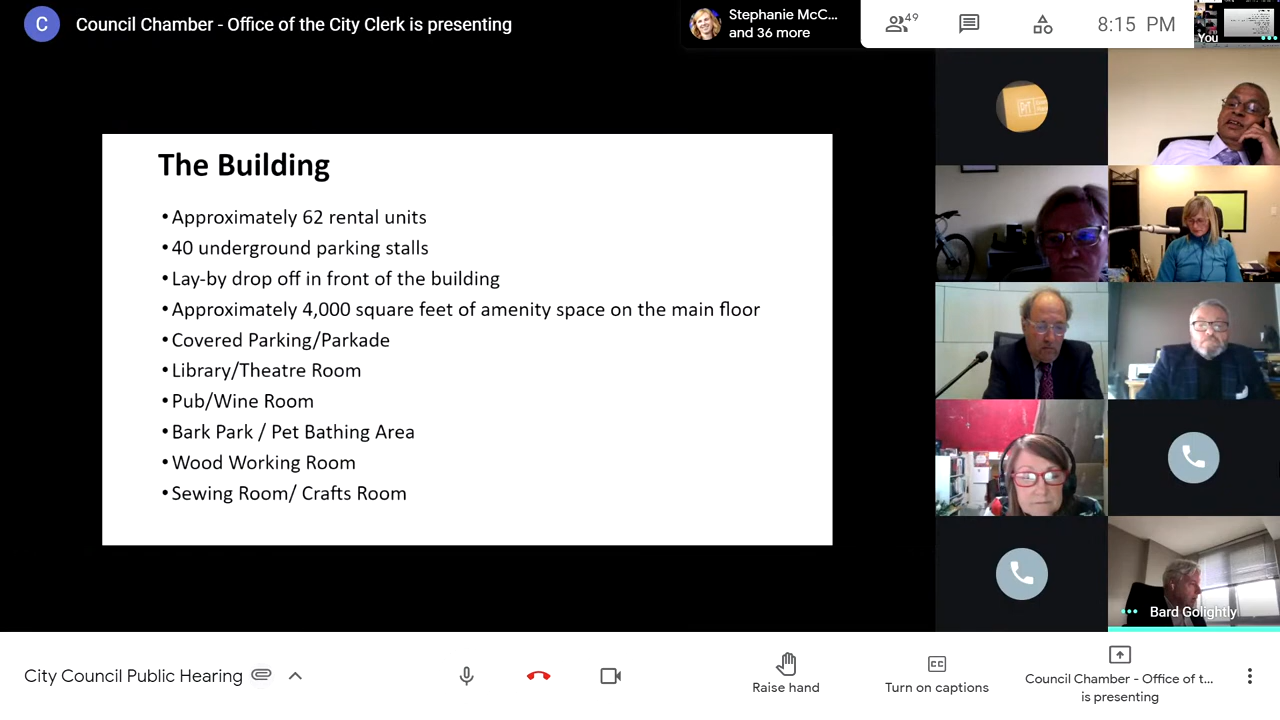 C
Council Chamber - Office of the City Clerk is presenting
Stephanie McC...
and 36 more
49
8:15 PM
You
The Building
•Approximately 62 rental units
•40 underground parking stalls
•Lay-by drop off in front of the building
•Approximately 4,000 square feet of amenity space on the main floor
•Covered Parking/Parkade
•Library/Theatre Room
•Pub/Wine Room
•Bark Park / Pet Bathing Area
•Wood Working Room
•Sewing Room/ Crafts Room
Bard Golightly
City Council Public Hearing
Raise hand
CC
Turn on captions
Council Chamber - Office of t...
is presenting